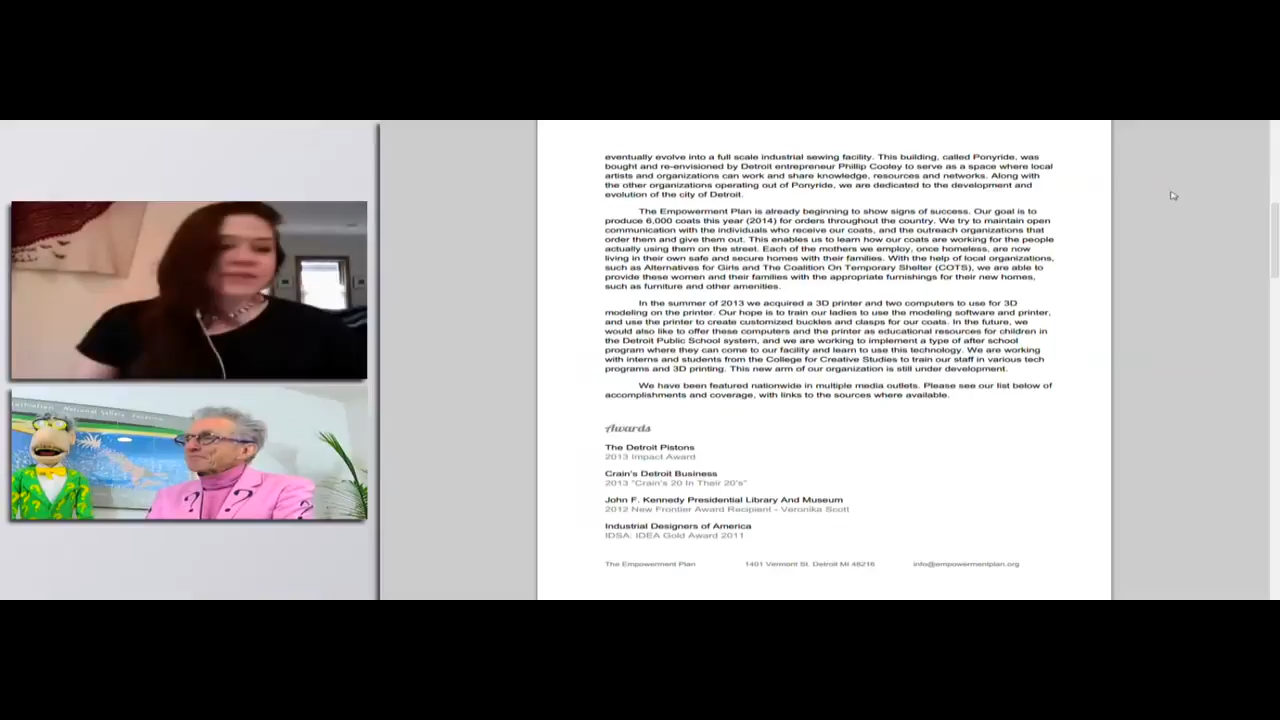 eventually evolve into a full scale industrial sewing facility. This building, called Ponyride, was
bought and re-envisioned by Detroit entrepreneur Phillip Cooley to serve as a space where local
artists and organizations can work and share knowledge, resources and networks. Along with
the other organizations operating out of Ponyride, we are dedicated to the development and
evolution of the city of Detroit.
The Empowerment Plan is already beginning to show signs of success. Our goal is to
produce 6,000 coats this year (2014) for orders throughout the country. We try to maintain open
communication with the individuals who receive our coats, and the outreach organizations that
order them and give them out. This enables us to learn how our coats are working for the people
actually using them on the street. Each of the mothers we employ, once homeless, are now
living in their own safe and secure homes with their families. With the help of local organizations,
such as Alternatives for Girls and The Coalition On Temporary Shelter (COTS), we are able to
provide these women and their families with the appropriate furnishings for their new homes,
such as furniture and other amenities.
In the summer of 2013 we acquired a 3D printer and two computers to use for 3D
modeling on the printer. Our hope is to train our ladies to use the modeling software and printer,
and use the printer to create customized buckles and clasps for our coats. In the future, we
would also like to offer these computers and the printer as educational resources for children in
the Detroit Public School system, and we are working to implement a type of after school
program where they can come to our facility and learn to use this technology. We are working
with interns and students from the College for Creative Studies to train our staff in various tech
programs and 3D printing. This new arm of our organization is still under development.
We have been featured nationwide in multiple media outlets. Please see our list below of
accomplishments and coverage, with links to the sources where available.
Awards
The Detroit Pistons
2013 Impact Award
Crain's Detroit Business
2013 "Crain's 20 In Their 20's"
John F. Kennedy Presidential Library And Museum
2012 New Frontier Award Recipient - Veronika Scott
Industrial Designers of America
IDSA: IDEA Gold Award 2011
The Empowerment Plan 1401 Vermont St. Detroit MI 48216 info@empowermentplan.org
Australian National Gallery
? ?